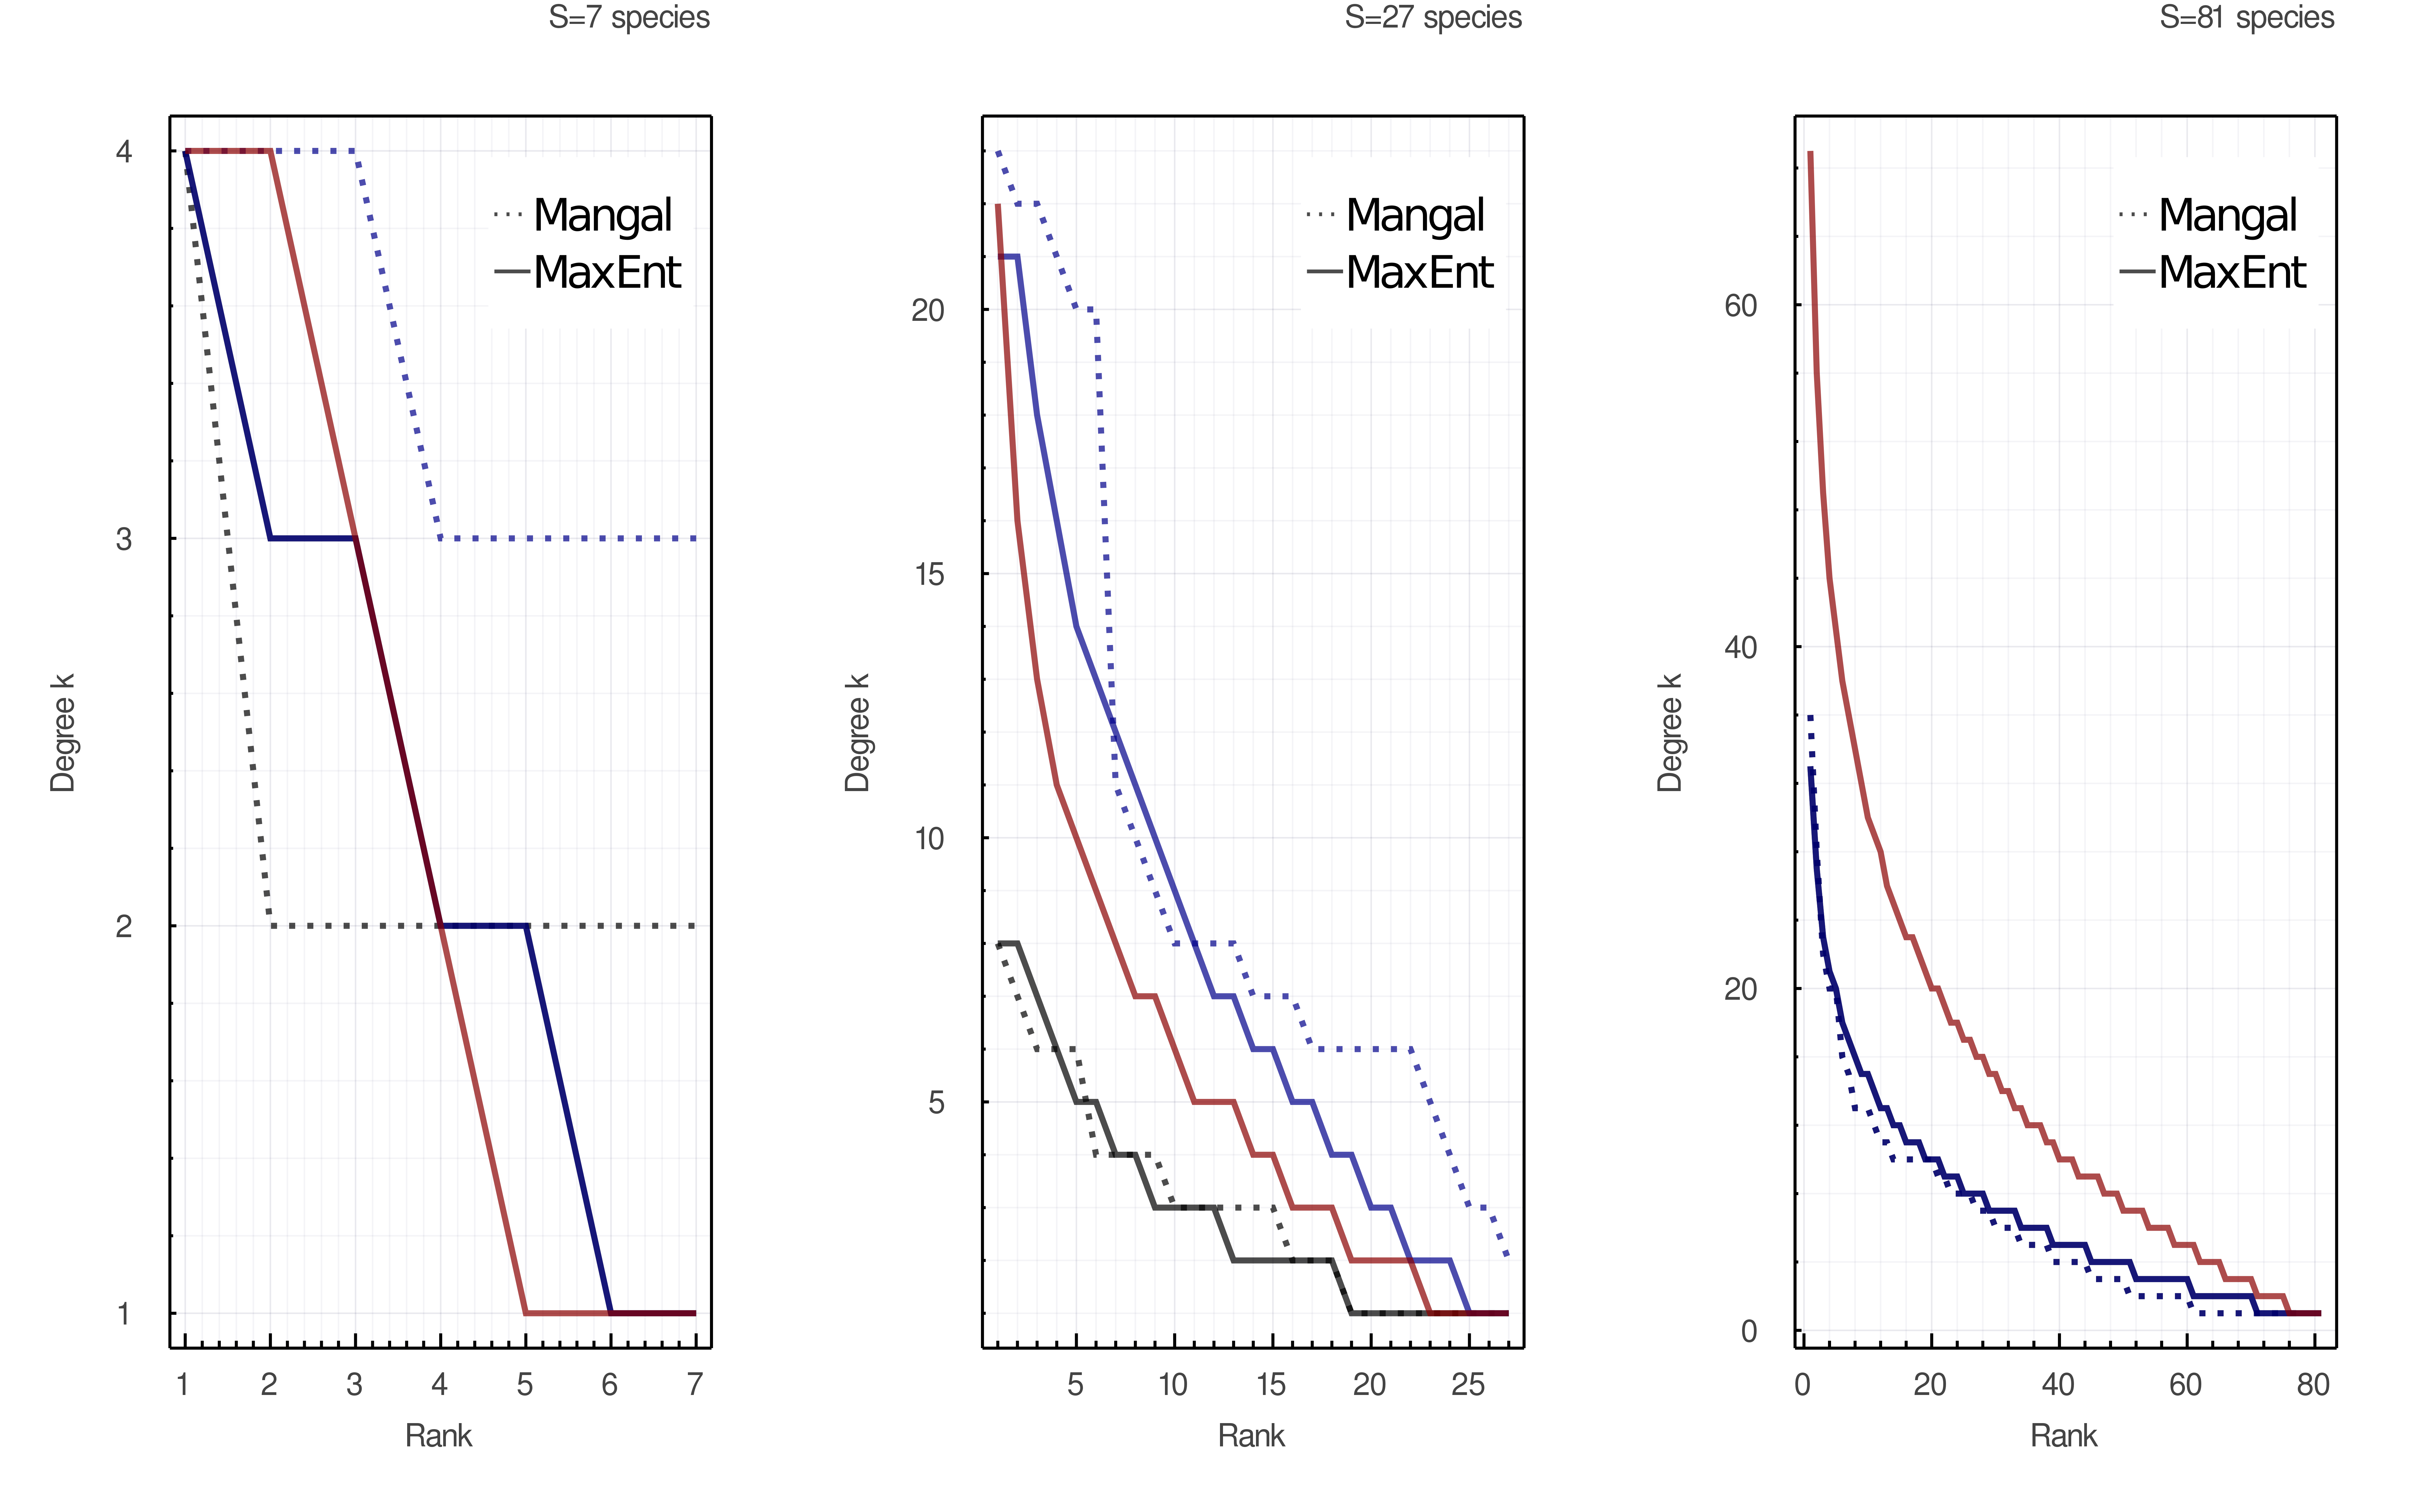 S=7 species
Degree k
4
3
2
1
Mangal
MaxEnt
1 2 3 4 5 6 7
Rank
S=27 species
Degree k
20
15
10
5
Mangal
MaxEnt
5 10 15 20 25
Rank
S=81 species
Degree k
60
40
20
0
Mangal
MaxEnt
0 20 40 60 80
Rank